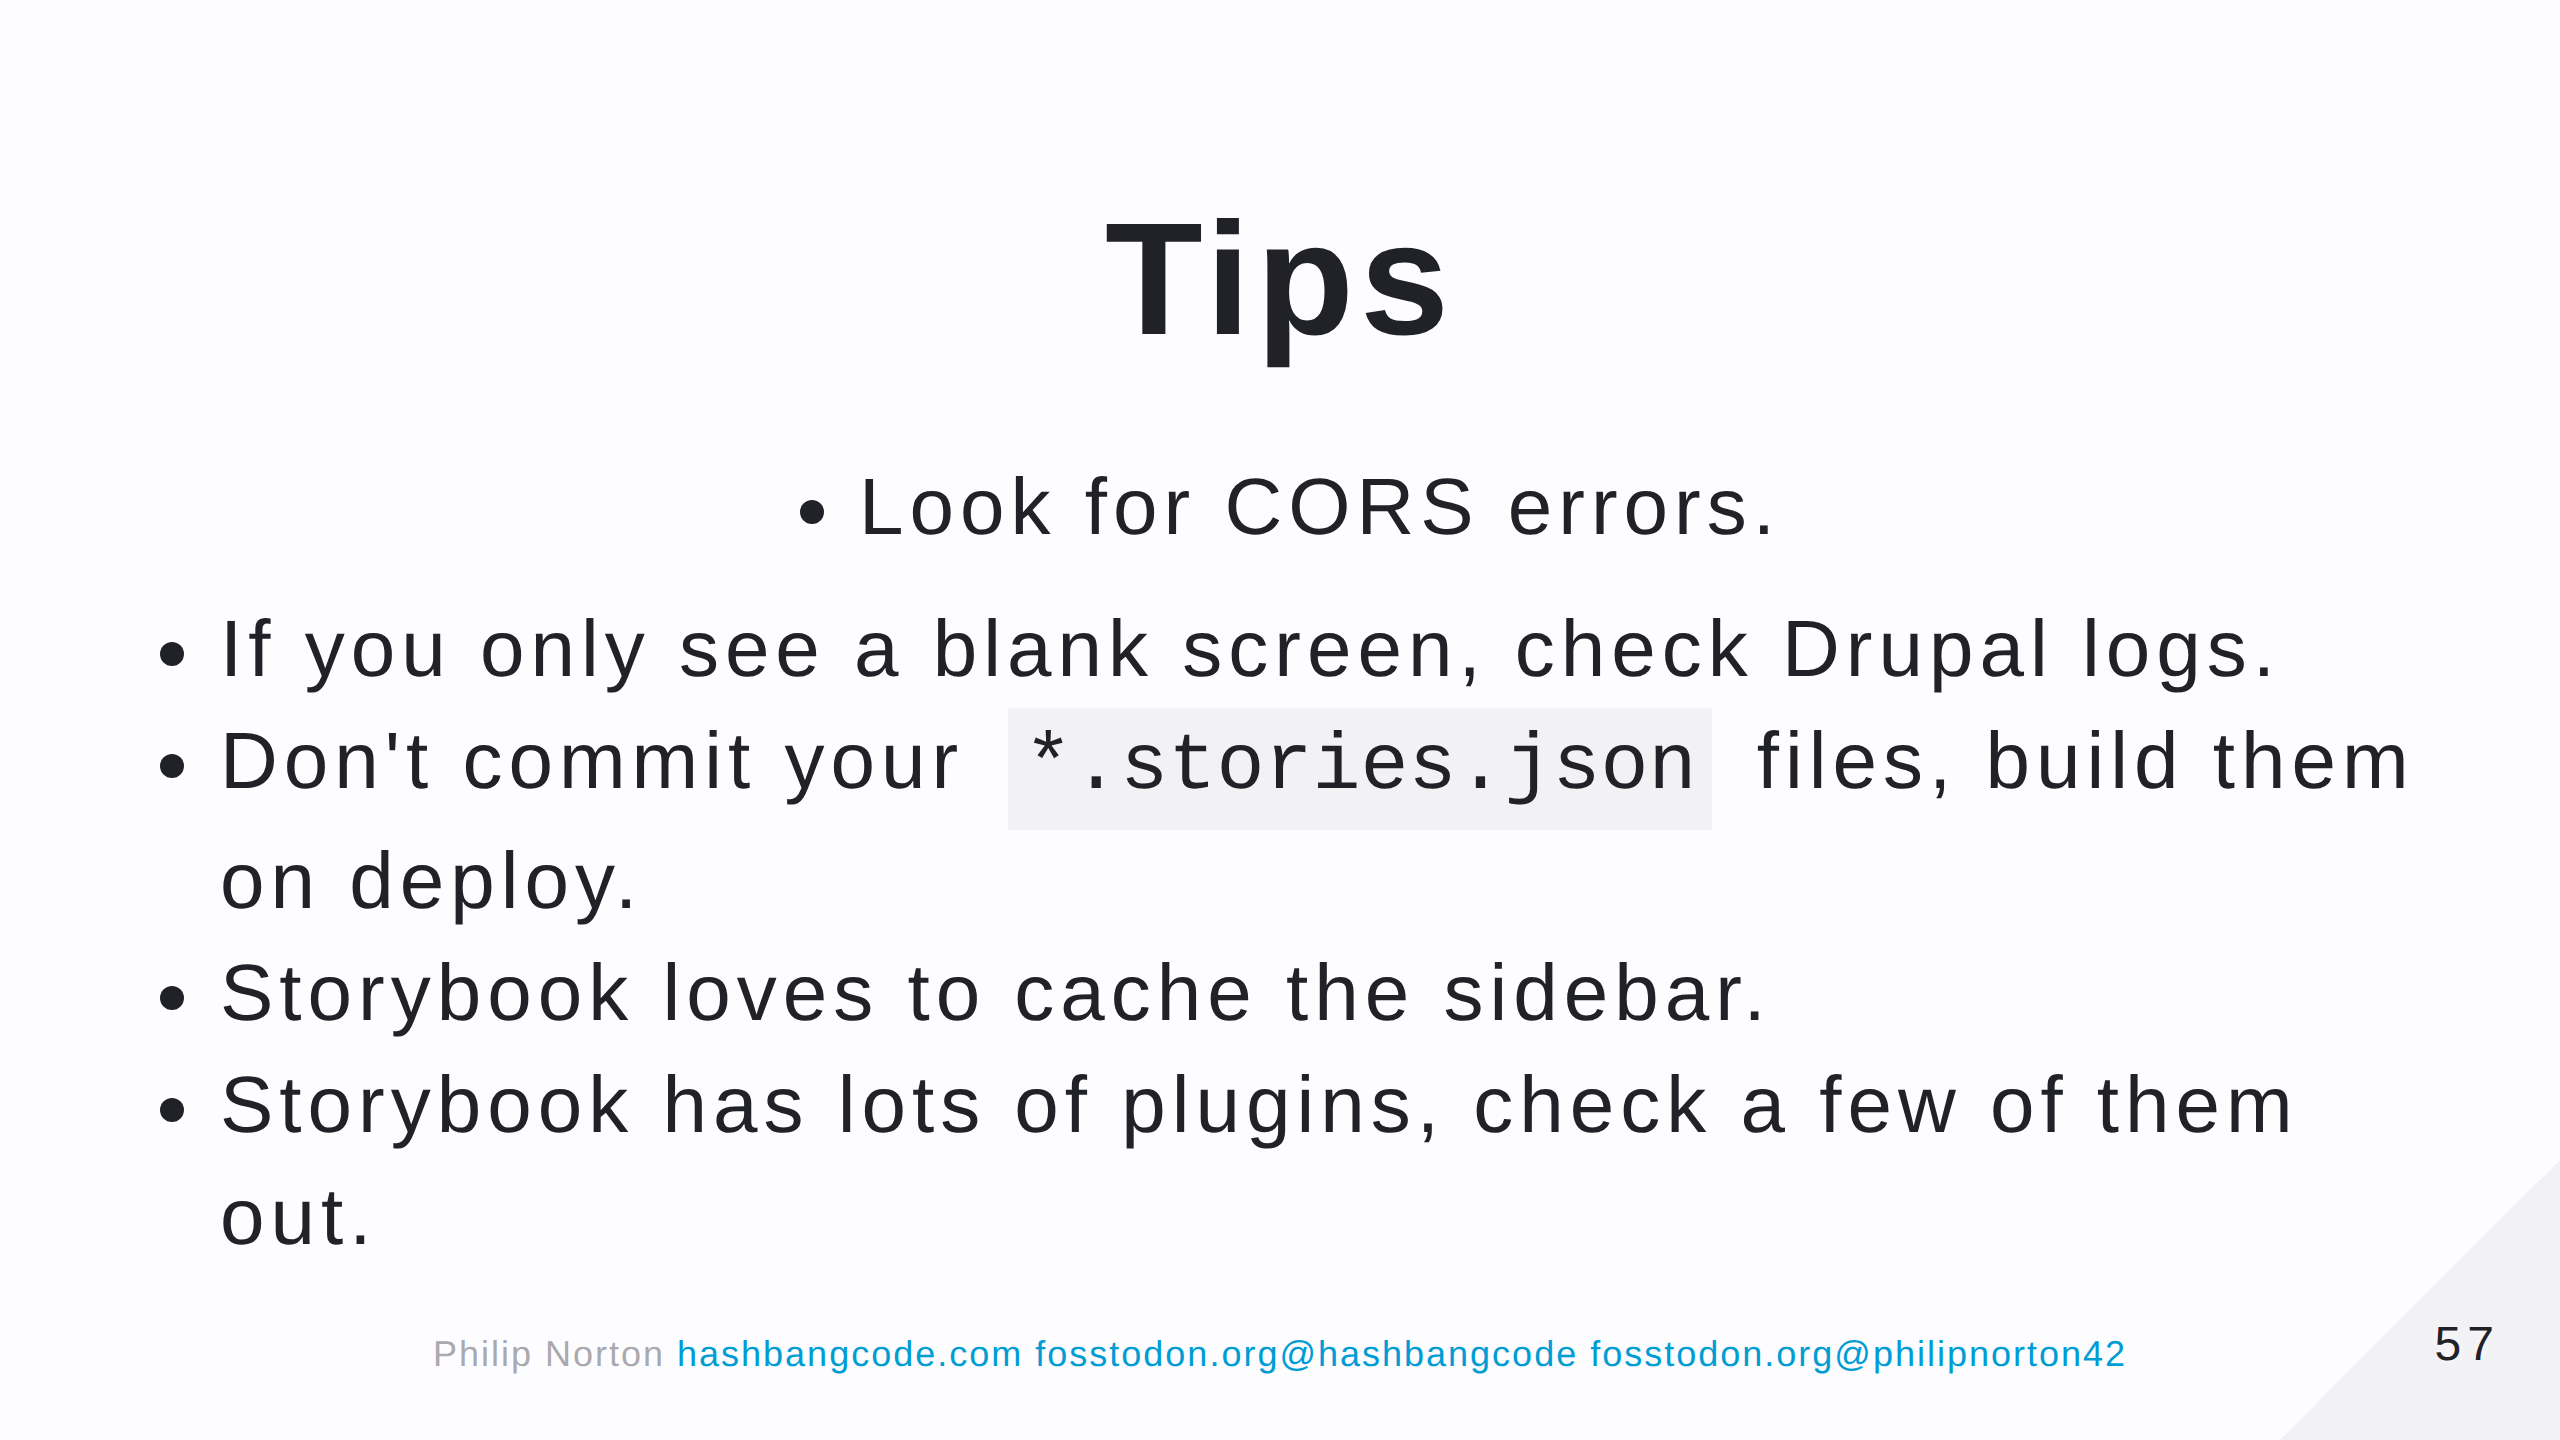 Tips
• Look for CORS errors.
• If you only see a blank screen, check Drupal logs.
• Don't commit your *.stories.json files, build them
on deploy.
• Storybook loves to cache the sidebar.
• Storybook has lots of plugins, check a few of them
out.
Philip Norton hashbangcode.com fosstodon.org@hashbangcode fosstodon.org@philipnorton42
57